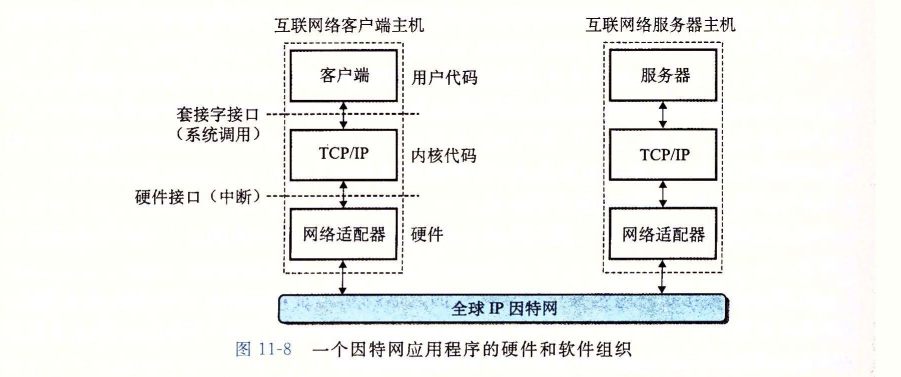 互联网络客户端主机
互联网络服务器主机
客户端
用户代码
服务器
套接字接口
（系统调用）
TCP/IP
内核代码
TCP/IP
硬件接口（中断）
网络适配器
硬件
网络适配器
全球 IP 因特网
图 11-8 一个因特网应用程序的硬件和软件组织